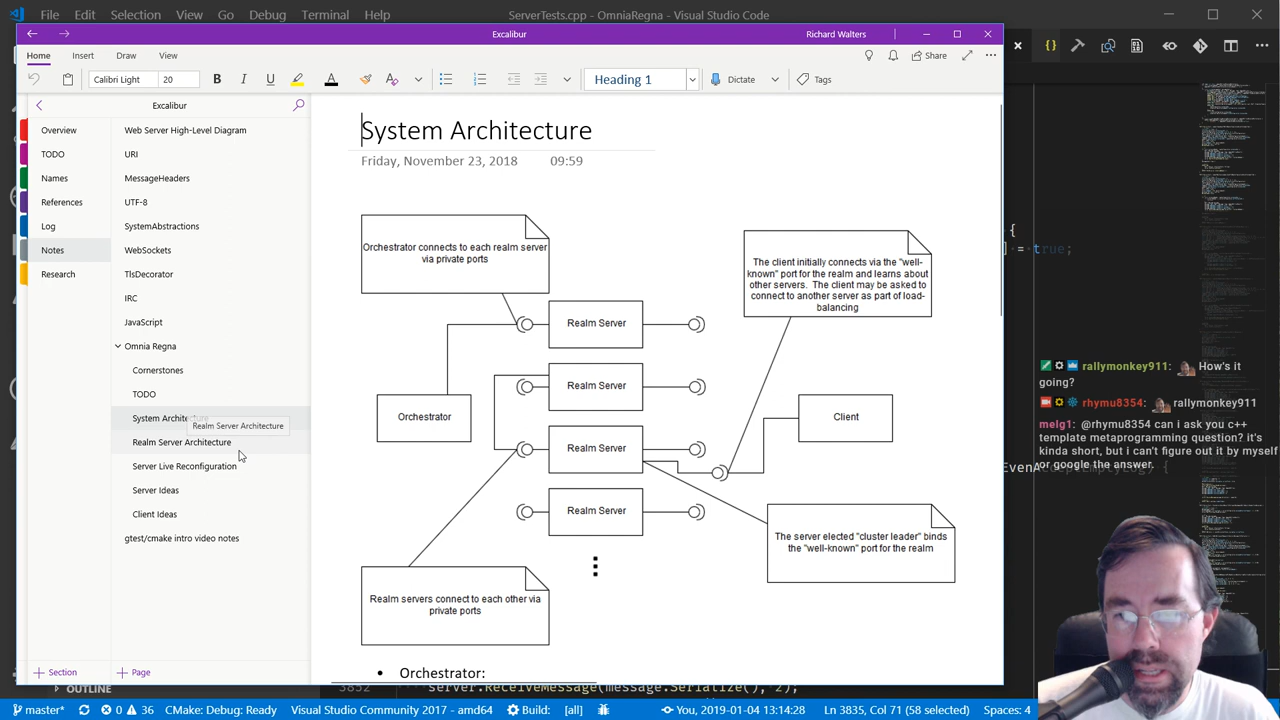 File Edit Selection View Go Debug Terminal Help
ServerTests.cpp - OmniaRegna - Visual Studio Code
Excalibur
Richard Walters
Home Insert Draw View
Share
Calibri Light 20 B I U A Heading 1 Dictate Tags
Excalibur
Overview
TODO
Names
References
Log
Notes
Research
Web Server High-Level Diagram
URI
MessageHeaders
UTF-8
SystemAbstractions
WebSockets
TlsDecorator
IRC
JavaScript
Omnia Regna
Cornerstones
TODO
System Archite
Realm Server Architecture
Realm Server Architecture
Server Live Reconfiguration
Server Ideas
Client Ideas
gtest/cmake intro video notes
+ Section
+ Page
System Architecture
Friday, November 23, 2018 09:59
Orchestrator connects to each realm server
via private ports
The client initially connects via the "well-
known" port for the realm and learns about
other servers. The client may be asked to
connect to another server as part of load-
balancing
Realm Server
Realm Server
Orchestrator
Client
Realm Server
Realm Server
The server elected "cluster leader" binds
the "well-known" port for the realm
Realm servers connect to each other via
private ports
• Orchestrator:
{
] = true;
{
rallymonkey911: How's it
going?
rhymu8354: rallymonkey911
melg1: @rhymu8354 can i ask you c++
template metaprogramming question? it's
kinda short, but i can't figure out it by myself
or google the answer.
OUTLINE
3852 server.ReceiveMessage(message.Serialize(), 2);
master* 0 36 CMake: Debug: Ready Visual Studio Community 2017 - amd64 Build: [all] You, 2019-01-04 13:14:28 Ln 3835, Col 71 (58 selected) Spaces: 4